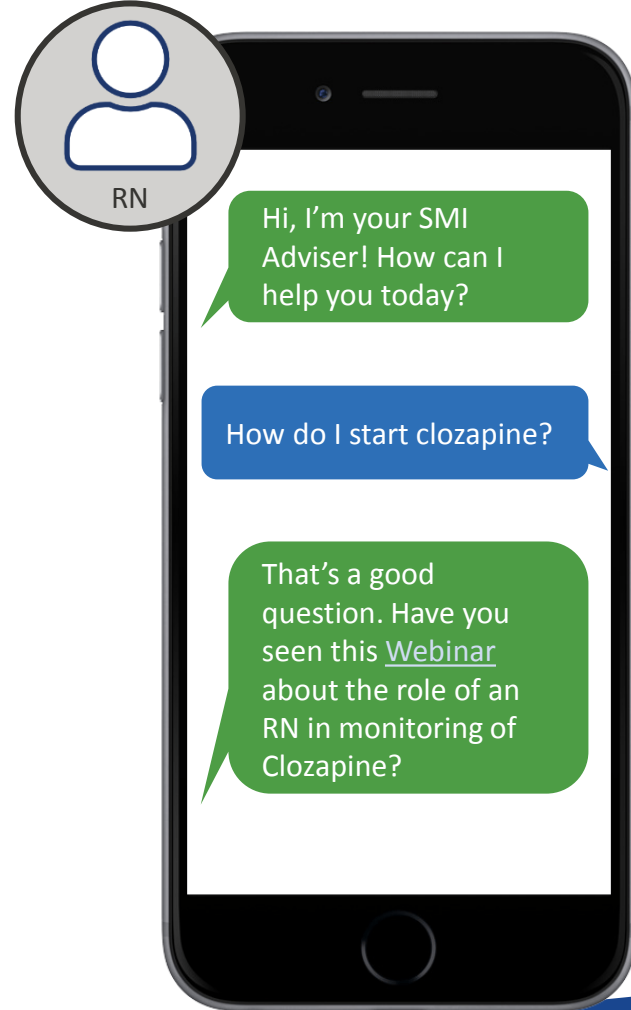 RN
Hi, I’m your SMI
Adviser! How can I
help you today?
How do I start clozapine?
That’s a good
question. Have you
seen this Webinar
about the role of an
RN in monitoring of
Clozapine?